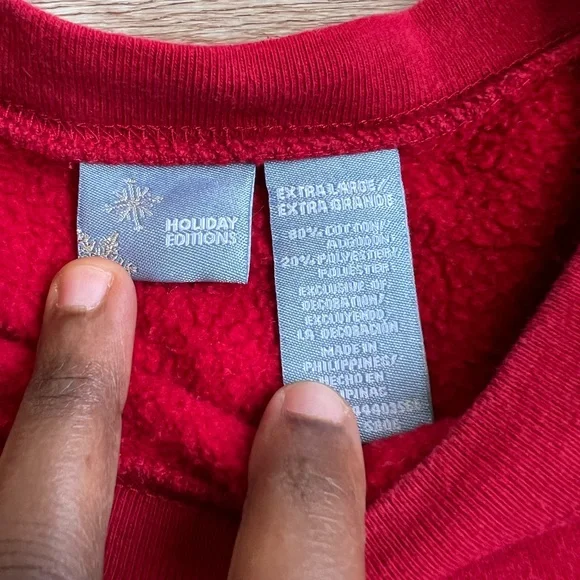 HOLIDAY
EDITIONS
EXTRA LARGE/
EXTRA GRANDE
80% COTTON/
ALGODON
20% POLYESTER/
POLIESTER
EXCLUSIVE OF
DECORATION/
EXCLUYENDO
LA DECORACION
MADE IN
PHILIPPINES/
HECHO EN